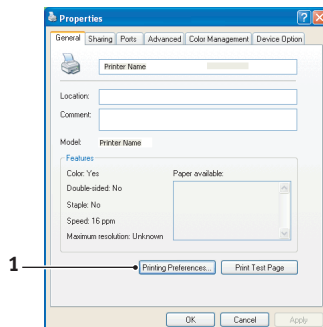 Properties
General Sharing Ports Advanced Color Management Device Option
Printer Name
Location:
Comment:
Model: Printer Name
Features
Color: Yes Paper available:
Double-sided: No
Staple: No
Speed: 16 ppm
Maximum resolution: Unknown
1 Printing Preferences... Print Test Page
OK Cancel Apply